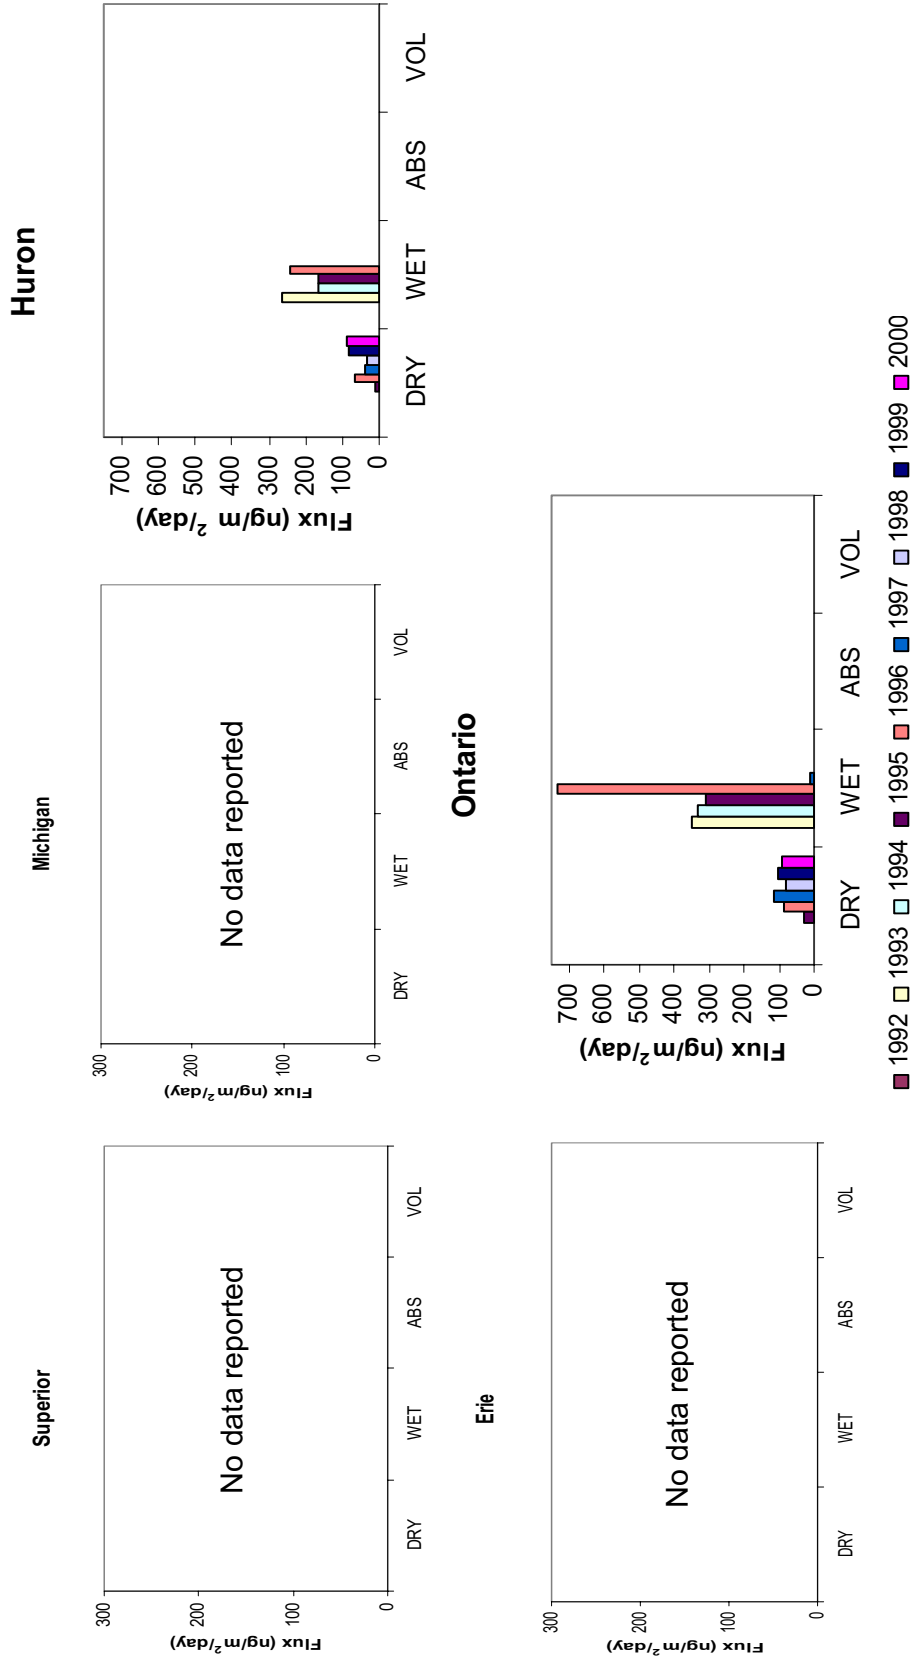 Superior
Flux (ng/m²/day)
300
200
100
0
No data reported
DRY WET ABS VOL
Michigan
Flux (ng/m²/day)
300
200
100
0
No data reported
DRY WET ABS VOL
Huron
Flux (ng/m²/day)
700
600
500
400
300
200
100
0
DRY WET ABS VOL
Erie
Flux (ng/m²/day)
300
200
100
0
No data reported
DRY WET ABS VOL
Ontario
Flux (ng/m²/day)
700
600
500
400
300
200
100
0
DRY WET ABS VOL
1992 1993 1994 1995 1996 1997 1998 1999 2000